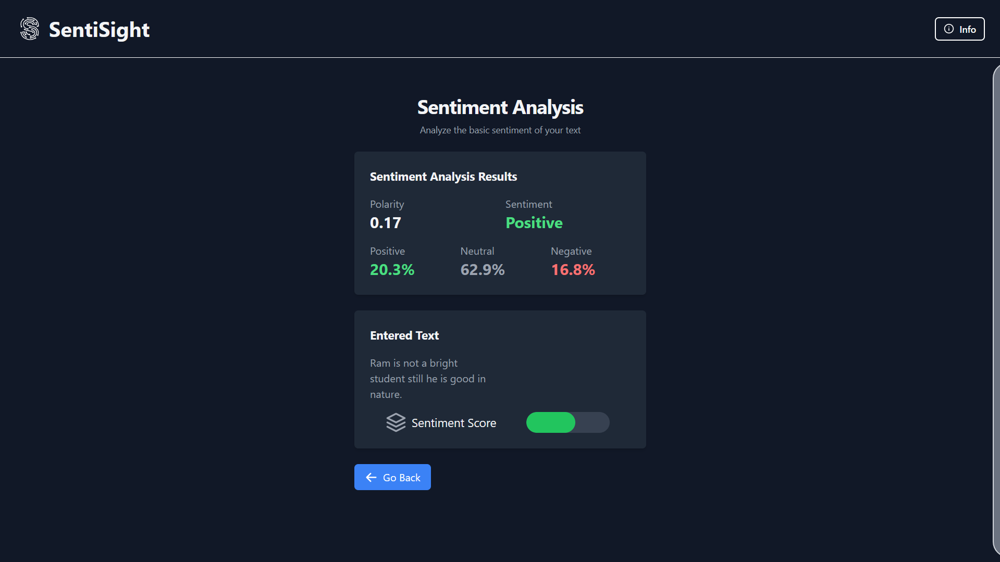 SentiSight
Info
Sentiment Analysis
Analyze the basic sentiment of your text
Sentiment Analysis Results
Polarity
0.17
Sentiment
Positive
Positive
20.3%
Neutral
62.9%
Negative
16.8%
Entered Text
Ram is not a bright
student still he is good in
nature.
Sentiment Score
Go Back